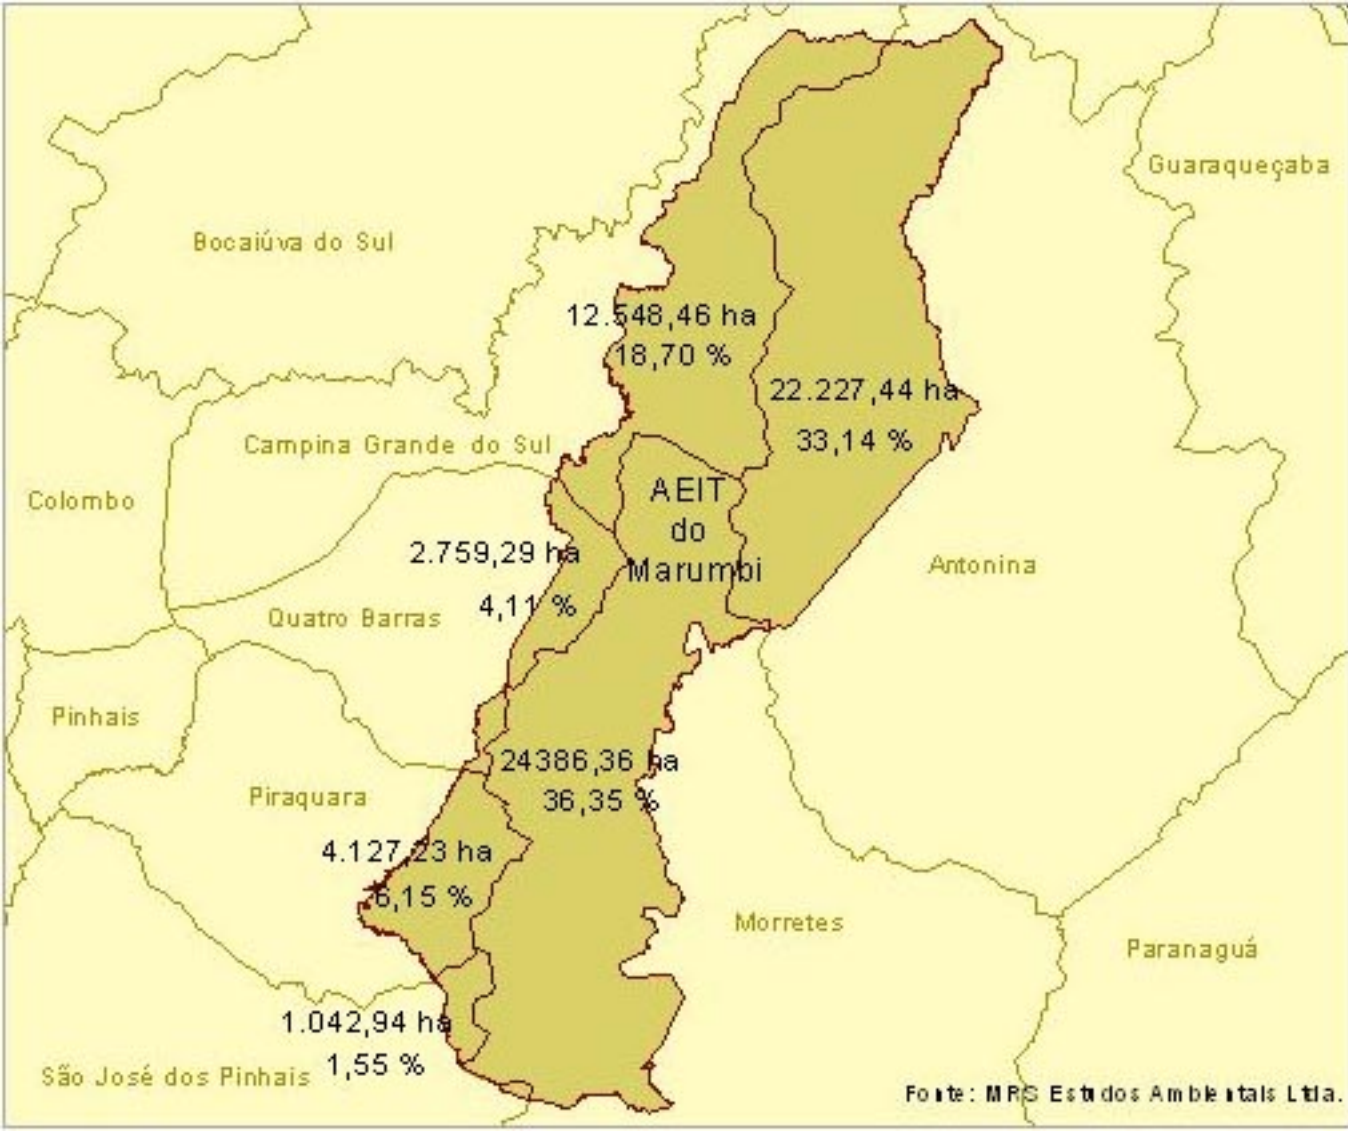 Guaraqueçaba
Bocaiúva do Sul
12.548,46 ha
18,70 %
22.227,44 ha
33,14 %
Campina Grande do Sul
Colombo
AEIT
do
Marumbi
2.759,29 ha
4,11 %
Antonina
Quatro Barras
Pinhais
24386,36 ha
36,35 %
Piraquara
4.127,23 ha
6,15 %
Morretes
Paranaguá
1.042,94 ha
1,55 %
São José dos Pinhais
Fonte: MRS Estudos Ambientais Ltda.